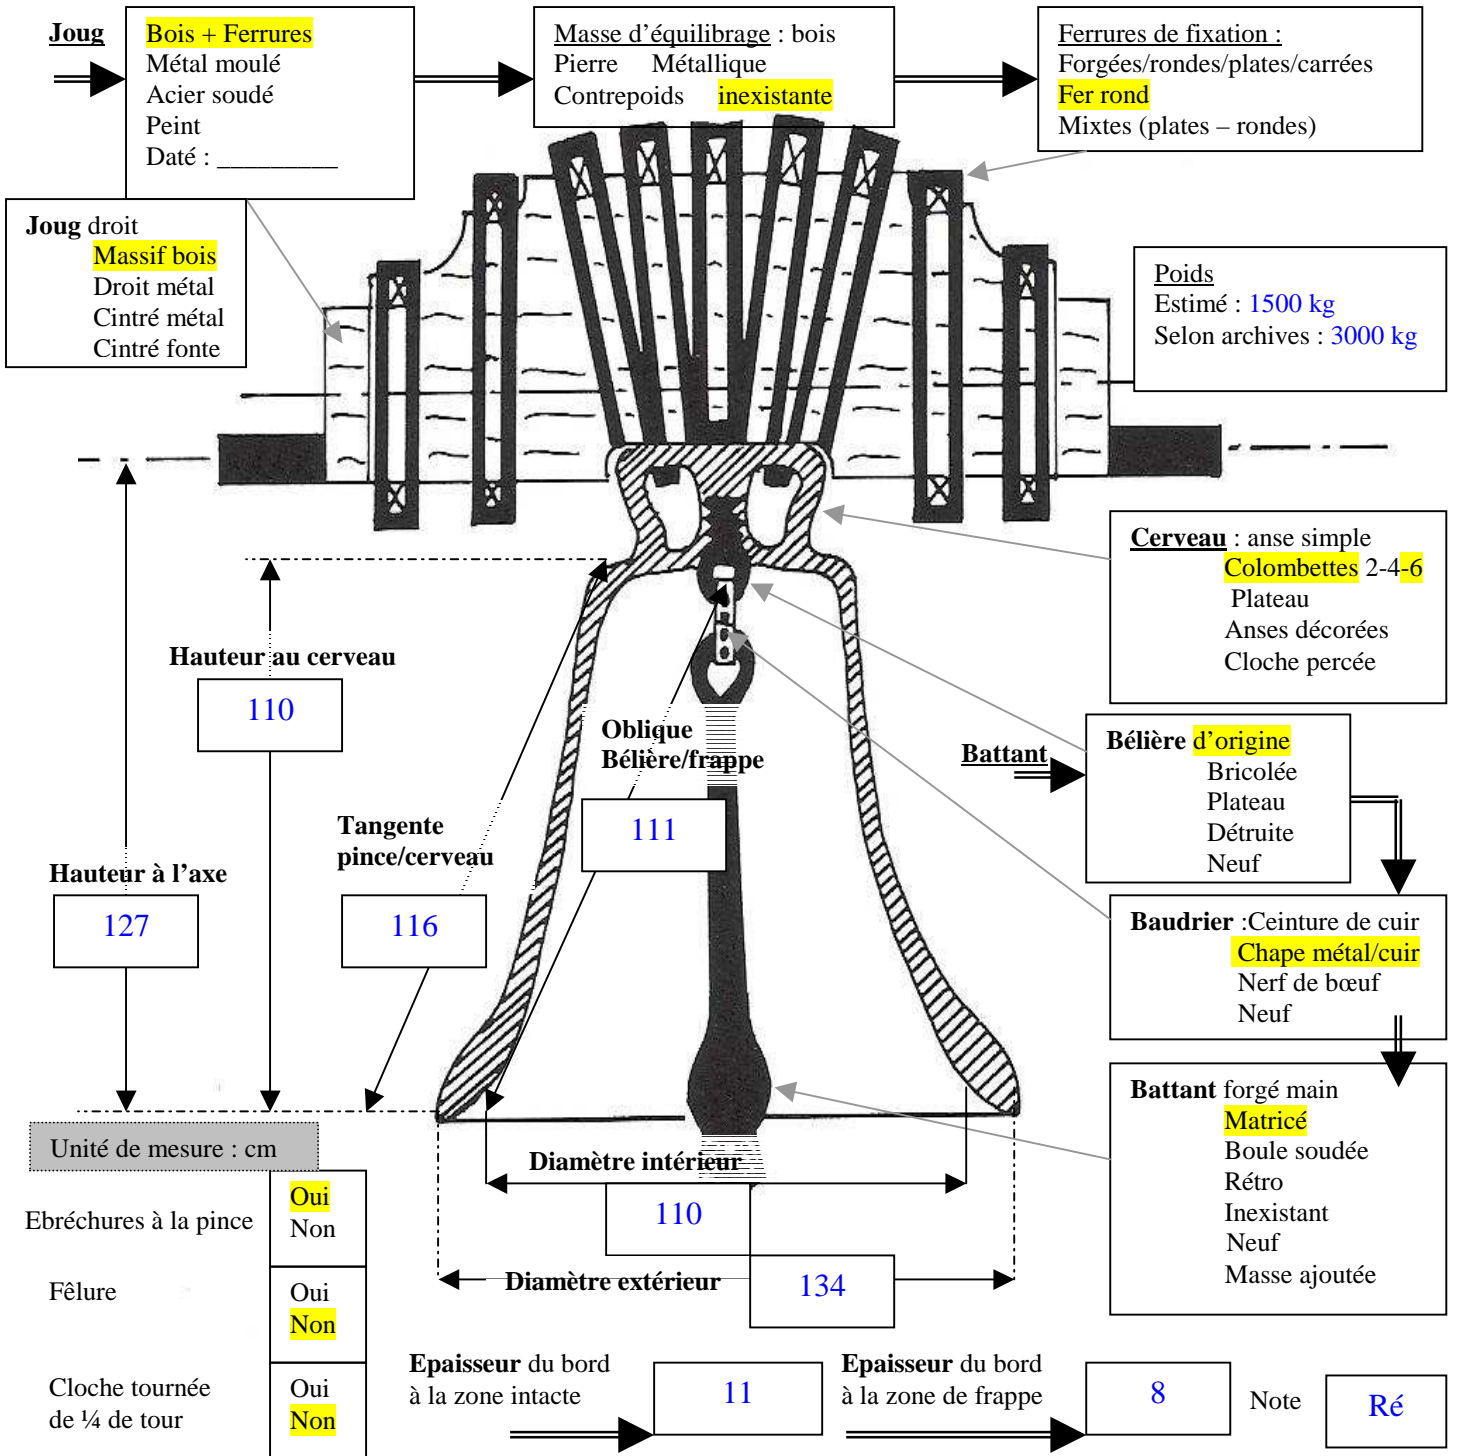 Joug
Bois + Ferrures
Métal moulé
Acier soudé
Peint
Daté : _________
Masse d’équilibrage : bois
Pierre Métallique
Contrepoids inexistante
Ferrures de fixation :
Forgées/rondes/plates/carrées
Fer rond
Mixtes (plates – rondes)
Joug droit
Massif bois
Droit métal
Cintré métal
Cintré fonte
Poids
Estimé : 1500 kg
Selon archives : 3000 kg
Cerveau : anse simple
Colombettes 2-4-6
Plateau
Anses décorées
Cloche percée
Hauteur au cerveau
110
Oblique
Bélière/frappe
111
Battant
Bélière d’origine
Bricolée
Plateau
Détruite
Neuf
Tangente
pince/cerveau
116
Hauteur à l’axe
127
Baudrier :Ceinture de cuir
Chape métal/cuir
Nerf de bœuf
Neuf
Battant forgé main
Matricé
Boule soudée
Rétro
Inexistant
Neuf
Masse ajoutée
Unité de mesure : cm
Diamètre intérieur
110
Diamètre extérieur
134
Ebréchures à la pince
Oui
Non
Fêlure
Oui
Non
Cloche tournée
de ¼ de tour
Oui
Non
Epaisseur du bord
à la zone intacte
11
Epaisseur du bord
à la zone de frappe
8
Note
Ré